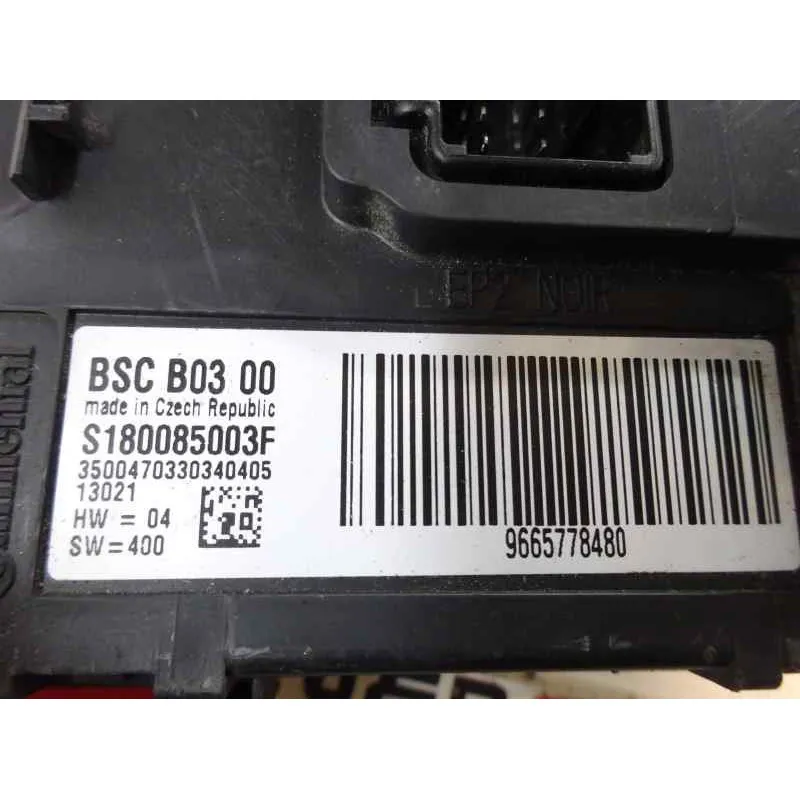 EP2 NOIR
BSC B03 00
made in Czech Republic
S180085003F
3500470330340405
13021
HW = 04
SW=400
9665778480